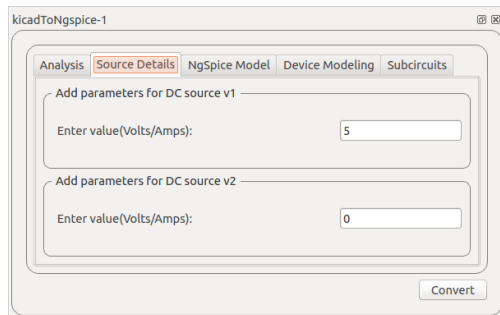 kicadToNgspice-1
Analysis Source Details NgSpice Model Device Modeling Subcircuits
Add parameters for DC source v1
Enter value(Volts/Amps): 5
Add parameters for DC source v2
Enter value(Volts/Amps): 0
Convert